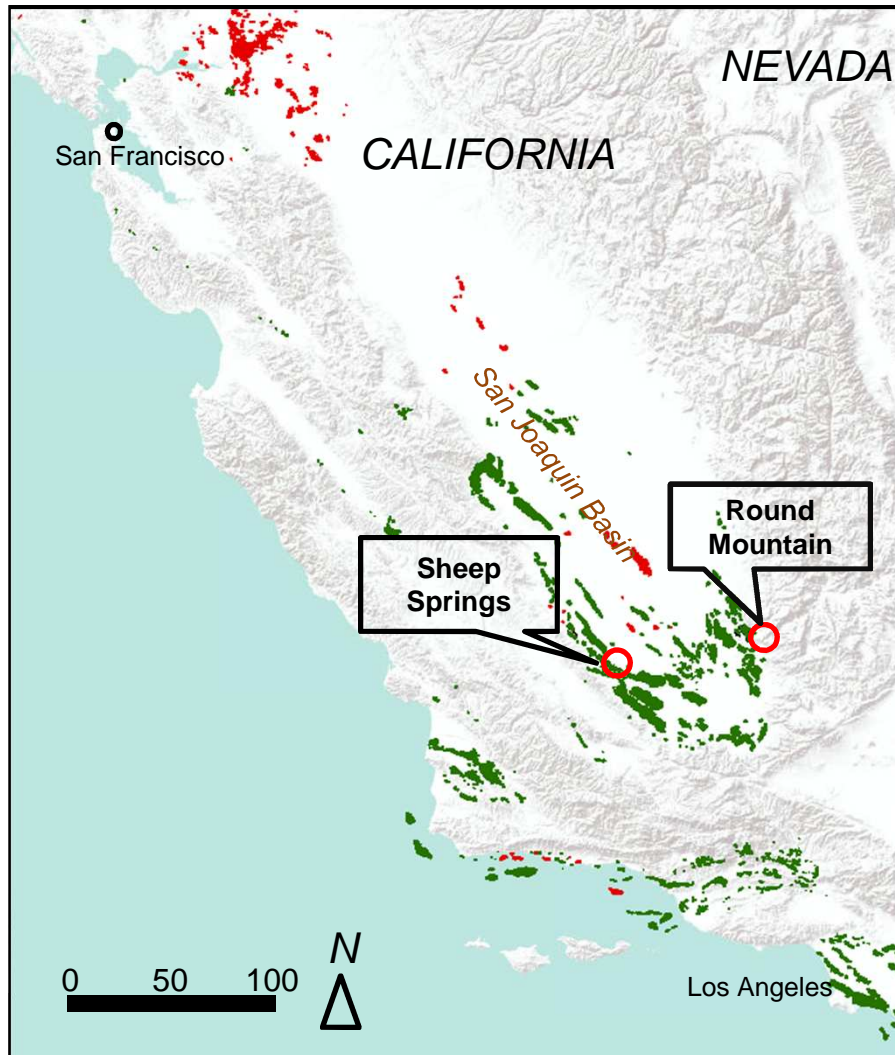 NEVADA
San Francisco
CALIFORNIA
San Joaquin Basin
Round
Mountain
Sheep
Springs
N
0 50 100
Los Angeles